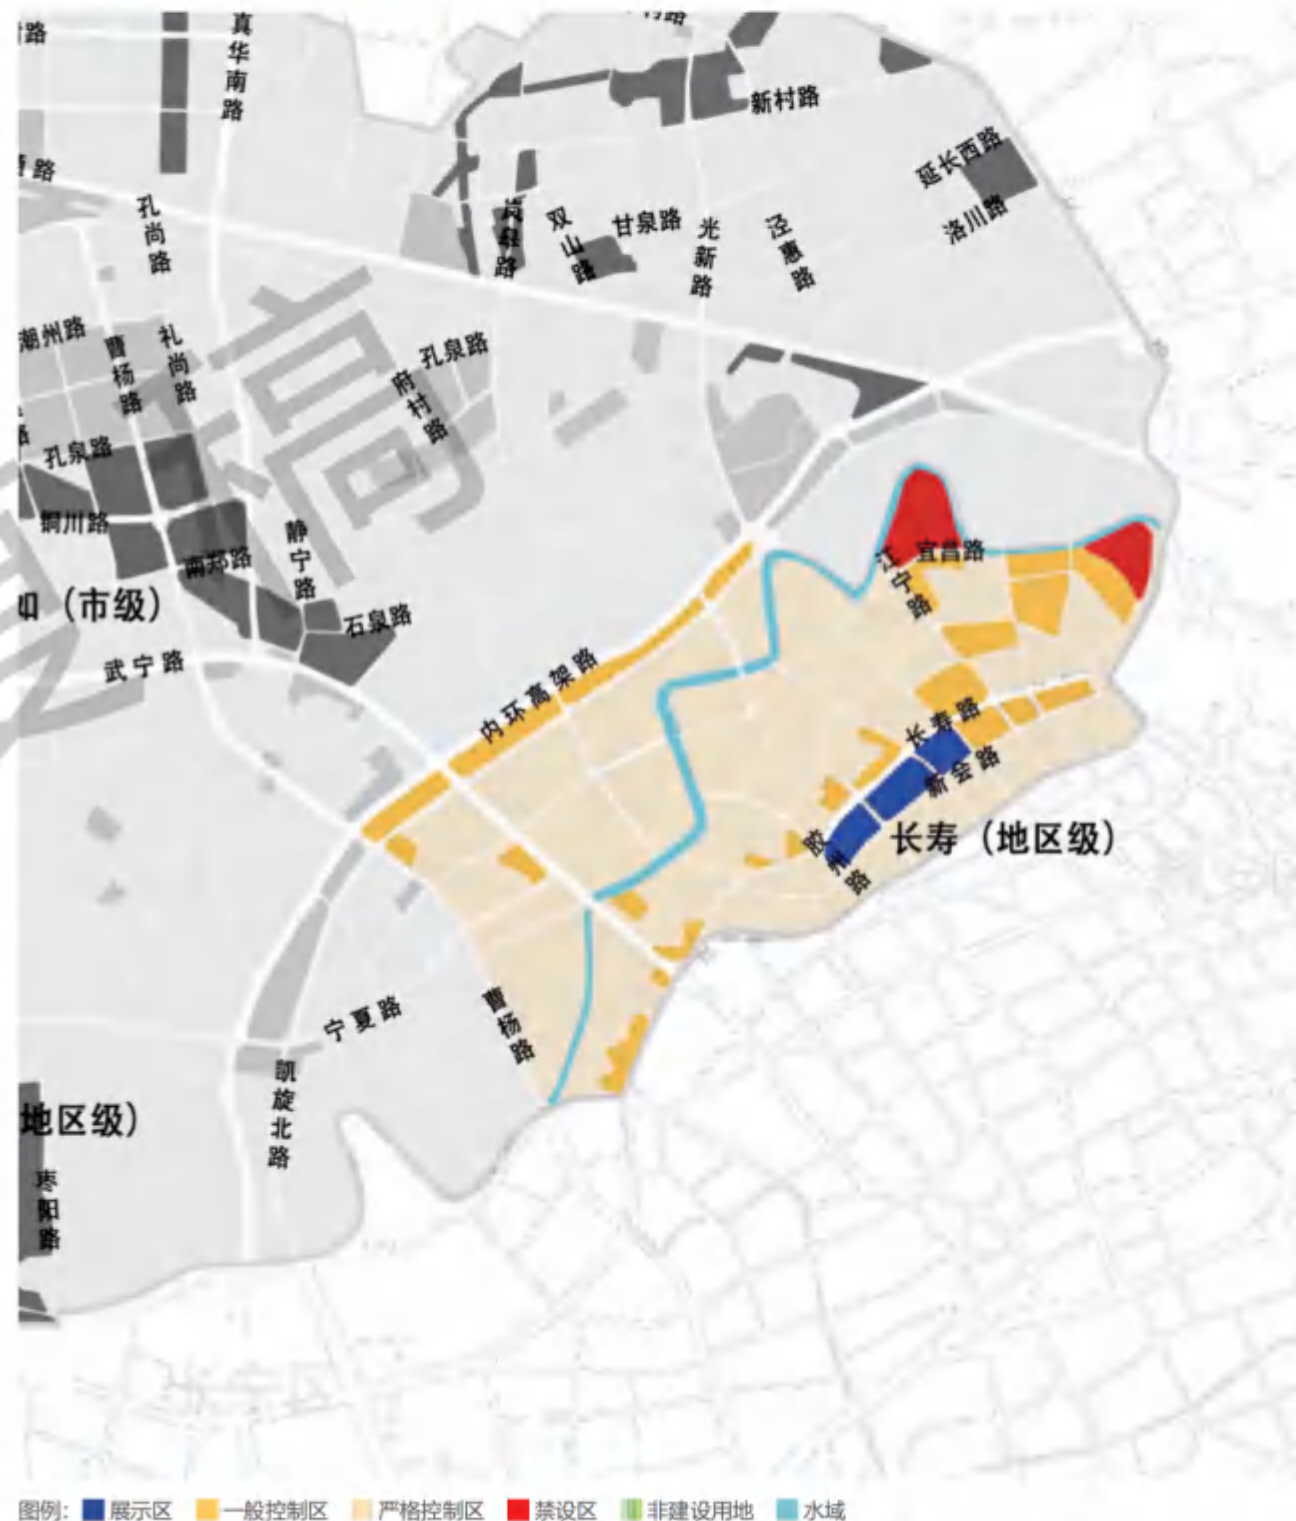 真华南路
新村路
延长西路
洛川路
孔尚路
岚皋路
双山路
甘泉路
光新路
泾惠路
潮州路
曹杨路
礼尚路
孔泉路
府村路
孔泉路
铜川路
静宁路
南郑路
石泉路
如（市级）
武宁路
内环高架路
江宁路
宜昌路
长寿路
新会路
胶州路
长寿（地区级）
曹杨路
宁夏路
凯旋北路
地区级）
枣阳路
稿
图例： 展示区 一般控制区 严格控制区 禁设区 非建设用地 水域